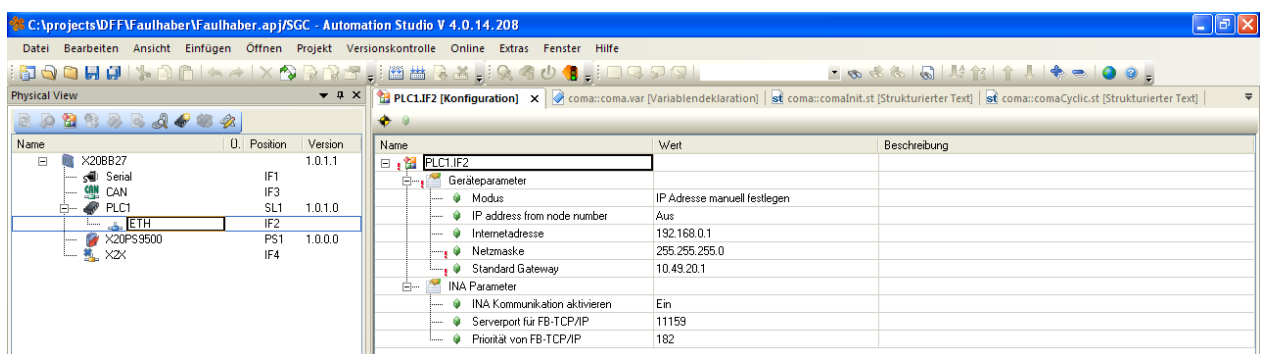 C:\projects\DFF\Faulhaber\Faulhaber.apj/SGC - Automation Studio V 4.0.14.208
Datei Bearbeiten Ansicht Einfügen Öffnen Projekt Versionskontrolle Online Extras Fenster Hilfe
Physical View
PLC1.IF2 [Konfiguration] coma::coma.var [Variablendeklaration] coma::comaInit.st [Strukturierter Text] coma::comaCyclic.st [Strukturierter Text]
Name Ü. Position Version
X20BB27 1.0.1.1
Serial IF1
CAN IF3
PLC1 SL1 1.0.1.0
ETH IF2
X20PS9500 PS1 1.0.0.0
X2X IF4
Name Wert Beschreibung
PLC1.IF2
Geräteparameter
Modus IP Adresse manuell festlegen
IP address from node number Aus
Internetadresse 192.168.0.1
Netzmaske 255.255.255.0
Standard Gateway 10.49.20.1
INA Parameter
INA Kommunikation aktivieren Ein
Serverport für FB-TCP/IP 11159
Priorität von FB-TCP/IP 182